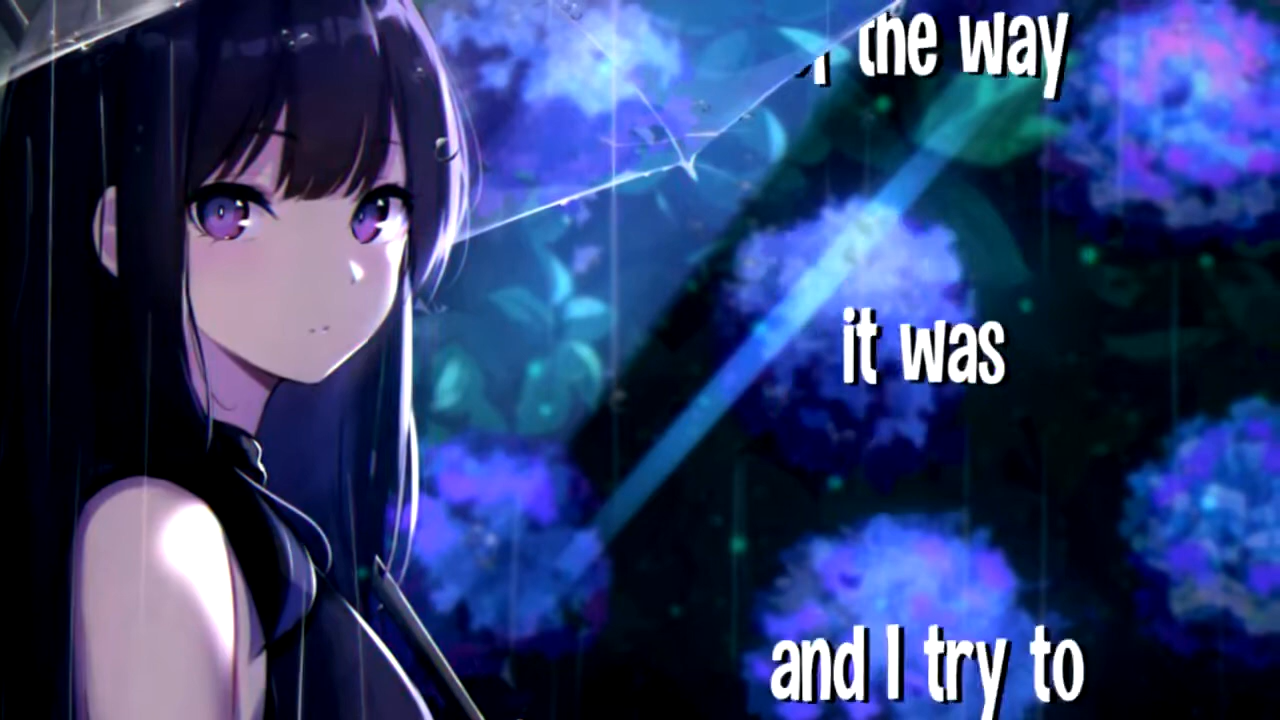 the way
it was
and I try to